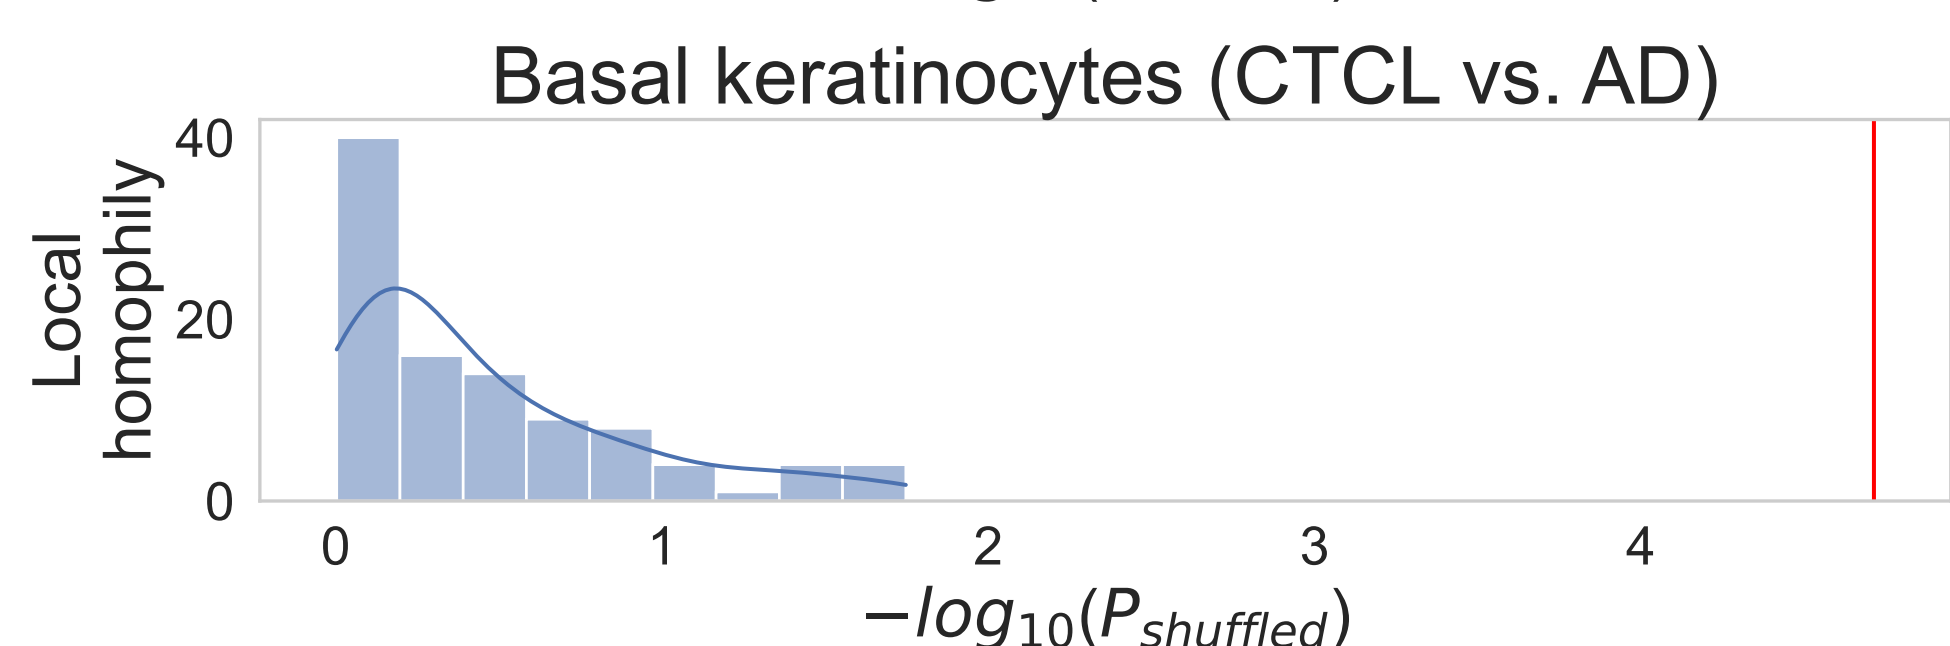 Basal keratinocytes (CTCL vs. AD)
Local
homophily
40
20
0
0 1 2 3 4
−log10(Pshuffled)